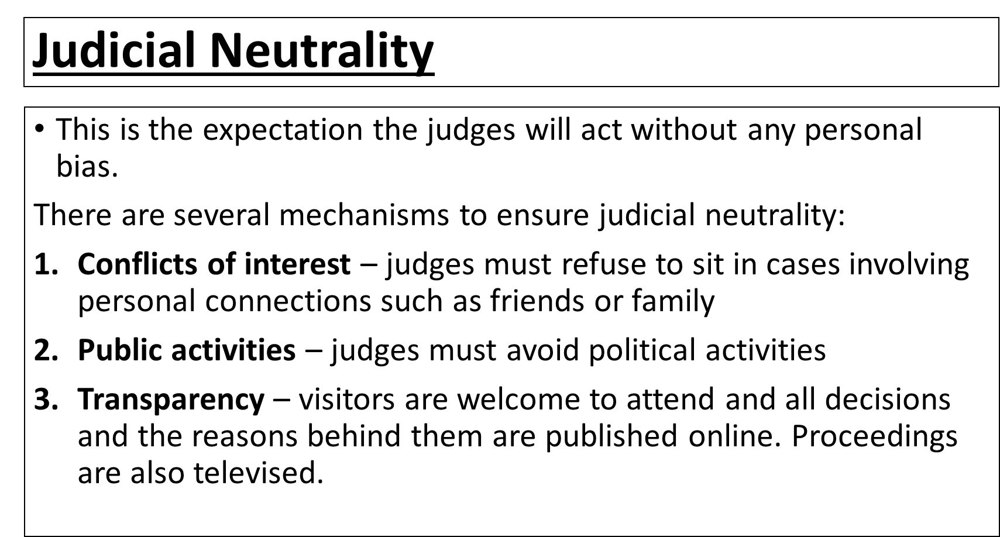 Judicial Neutrality
• This is the expectation the judges will act without any personal
bias.
There are several mechanisms to ensure judicial neutrality:
1. Conflicts of interest – judges must refuse to sit in cases involving
personal connections such as friends or family
2. Public activities – judges must avoid political activities
3. Transparency – visitors are welcome to attend and all decisions
and the reasons behind them are published online. Proceedings
are also televised.